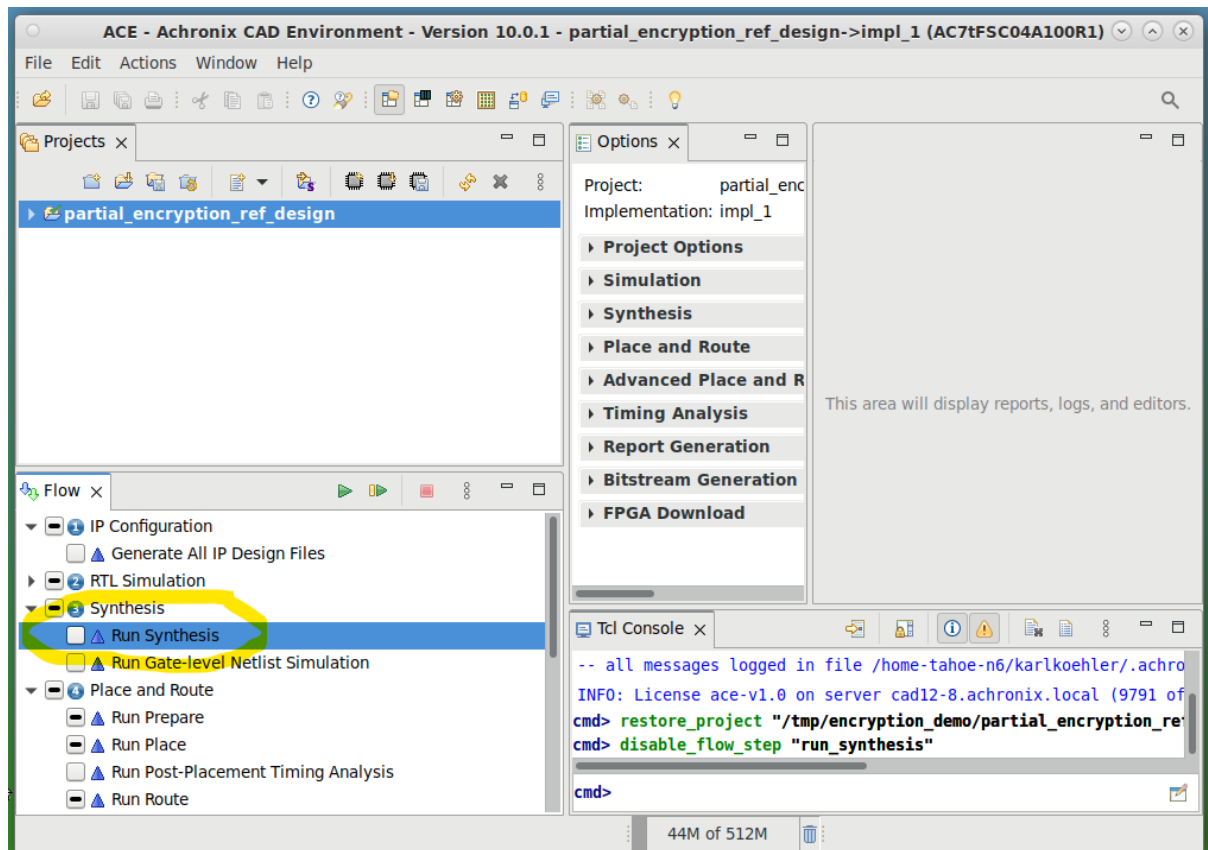 ACE - Achronix CAD Environment - Version 10.0.1 - partial_encryption_ref_design->impl_1 (AC7tFSC04A100R1)
File Edit Actions Window Help
Projects
partial_encryption_ref_design
Options
Project: partial_enc
Implementation: impl_1
Project Options
Simulation
Synthesis
Place and Route
Advanced Place and R
Timing Analysis
Report Generation
Bitstream Generation
FPGA Download
This area will display reports, logs, and editors.
Flow
1 IP Configuration
Generate All IP Design Files
2 RTL Simulation
3 Synthesis
Run Synthesis
Run Gate-level Netlist Simulation
4 Place and Route
Run Prepare
Run Place
Run Post-Placement Timing Analysis
Run Route
Tcl Console
-- all messages logged in file /home-tahoe-n6/karlkoehler/.achro
INFO: License ace-v1.0 on server cad12-8.achronix.local (9791 of
cmd> restore_project "/tmp/encryption_demo/partial_encryption_ref
cmd> disable_flow_step "run_synthesis"
cmd>
44M of 512M